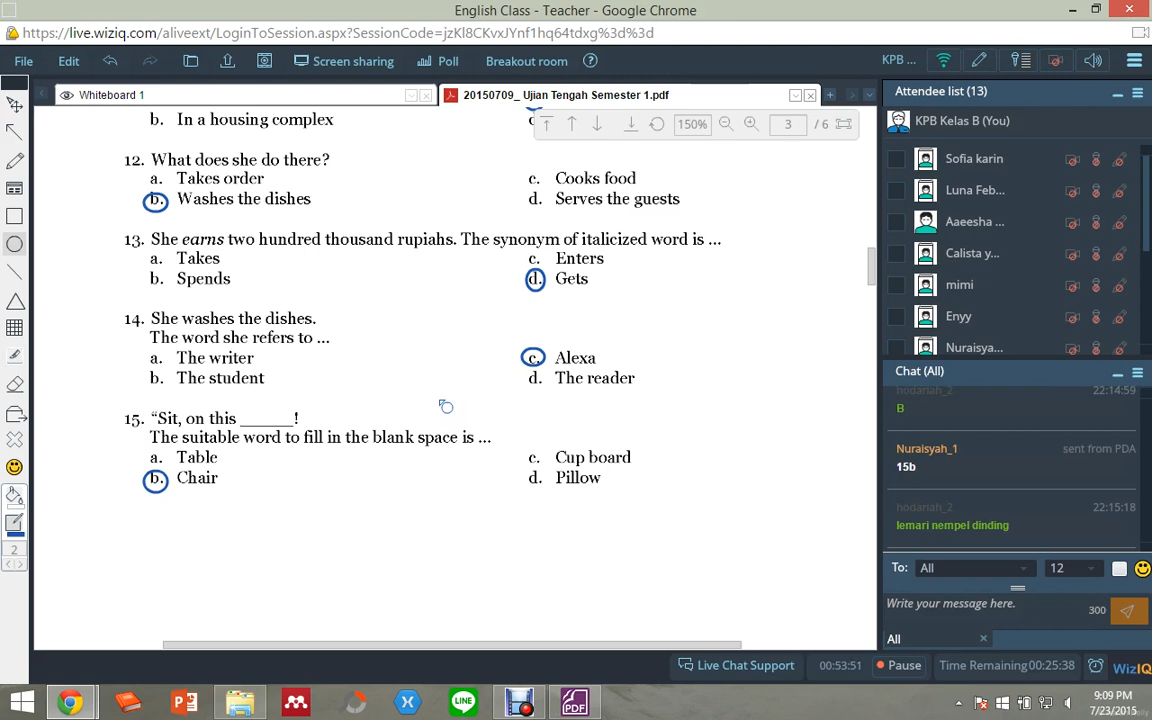 English Class - Teacher - Google Chrome
https://live.wiziq.com/aliveext/LoginToSession.aspx?SessionCode=jzKl8CKvxJYnf1hq64tdxg%3d%3d
File Edit Screen sharing Poll Breakout room KPB ...
Whiteboard 1
20150709_ Ujian Tengah Semester 1.pdf
150% 3 / 6
b. In a housing complex
12. What does she do there?
a. Takes order
c. Cooks food
b. Washes the dishes
d. Serves the guests
13. She earns two hundred thousand rupiahs. The synonym of italicized word is ...
a. Takes
c. Enters
b. Spends
d. Gets
14. She washes the dishes.
The word she refers to ...
a. The writer
c. Alexa
b. The student
d. The reader
15. “Sit, on this _____!
The suitable word to fill in the blank space is ...
a. Table
c. Cup board
b. Chair
d. Pillow
2
Attendee list (13)
KPB Kelas B (You)
Sofia karin
Luna Feb...
Aaeesha ...
Calista y...
mimi
Enyy
Nuraisya...
Chat (All)
hodariah_2 22:14:59
B
Nuraisyah_1 sent from PDA
15b
hodariah_2 22:15:18
lemari nempel dinding
To: All 12
Write your message here. 300
All
Live Chat Support 00:53:51 Pause Time Remaining 00:25:38 WizIQ
9:09 PM
7/23/2015